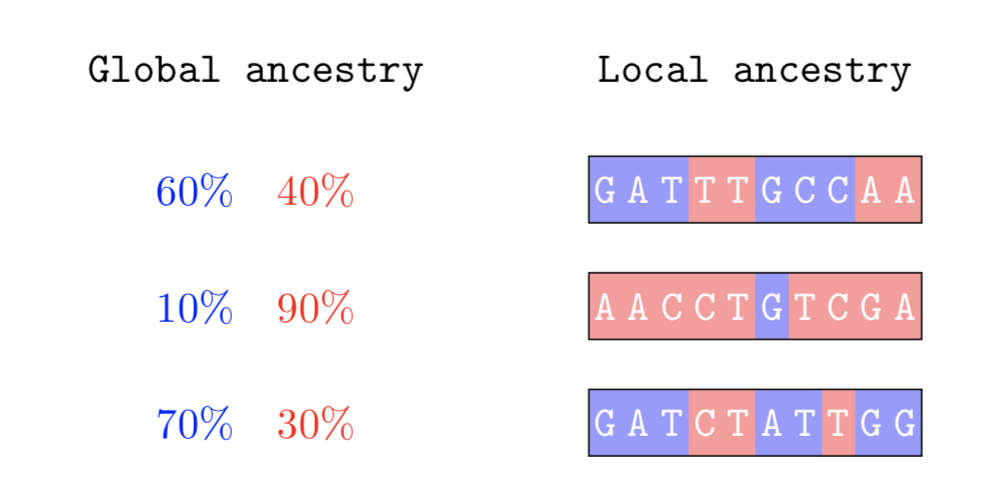 Global ancestry Local ancestry
60% 40% G A T T T G C C A A
10% 90% A A C C T G T C G A
70% 30% G A T C T A T T G G